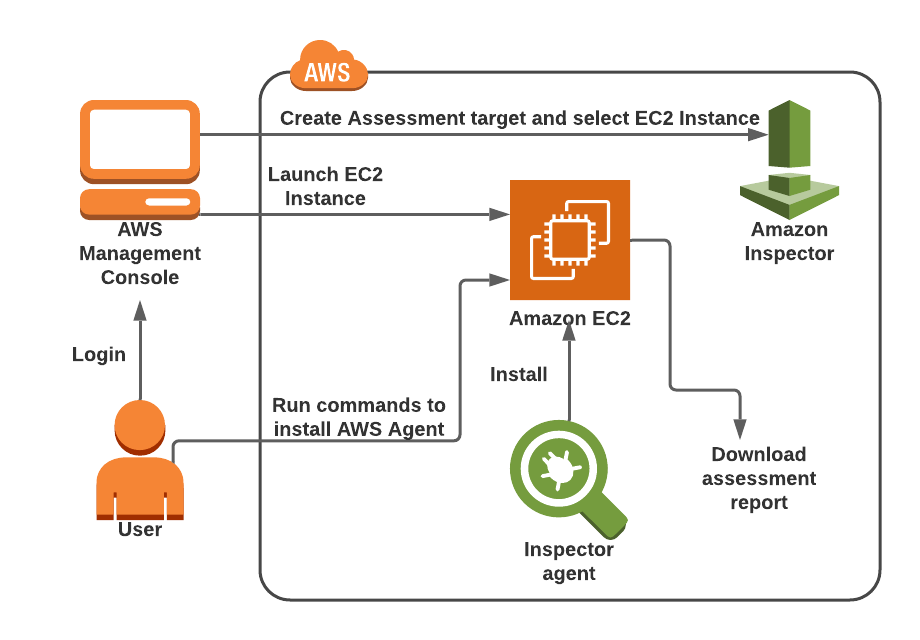 AWS
Create Assessment target and select EC2 Instance
Launch EC2
Instance
AWS
Management
Console
Amazon
Inspector
Amazon EC2
Login
Install
Run commands to
install AWS Agent
Download
assessment
report
User
Inspector
agent